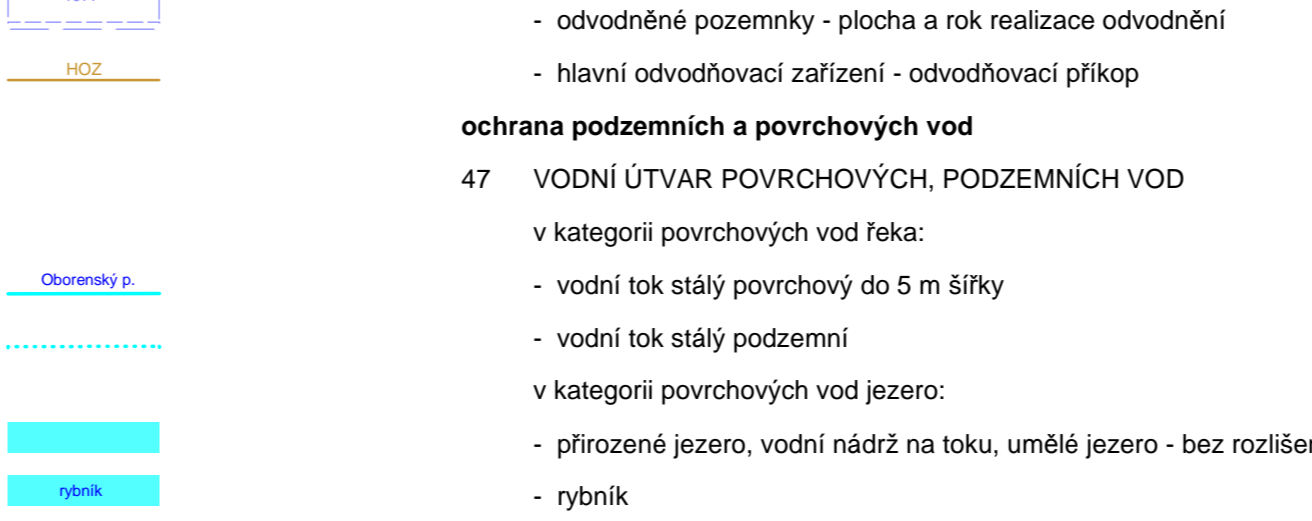 - odvodněné pozemnky - plocha a rok realizace odvodnění
HOZ - hlavní odvodňovací zařízení - odvodňovací příkop
ochrana podzemních a povrchových vod
47 VODNÍ ÚTVAR POVRCHOVÝCH, PODZEMNÍCH VOD
v kategorii povrchových vod řeka:
Oborenský p. - vodní tok stálý povrchový do 5 m šířky
- vodní tok stálý podzemní
v kategorii povrchových vod jezero:
- přirozené jezero, vodní nádrž na toku, umělé jezero - bez
rybník - rybník